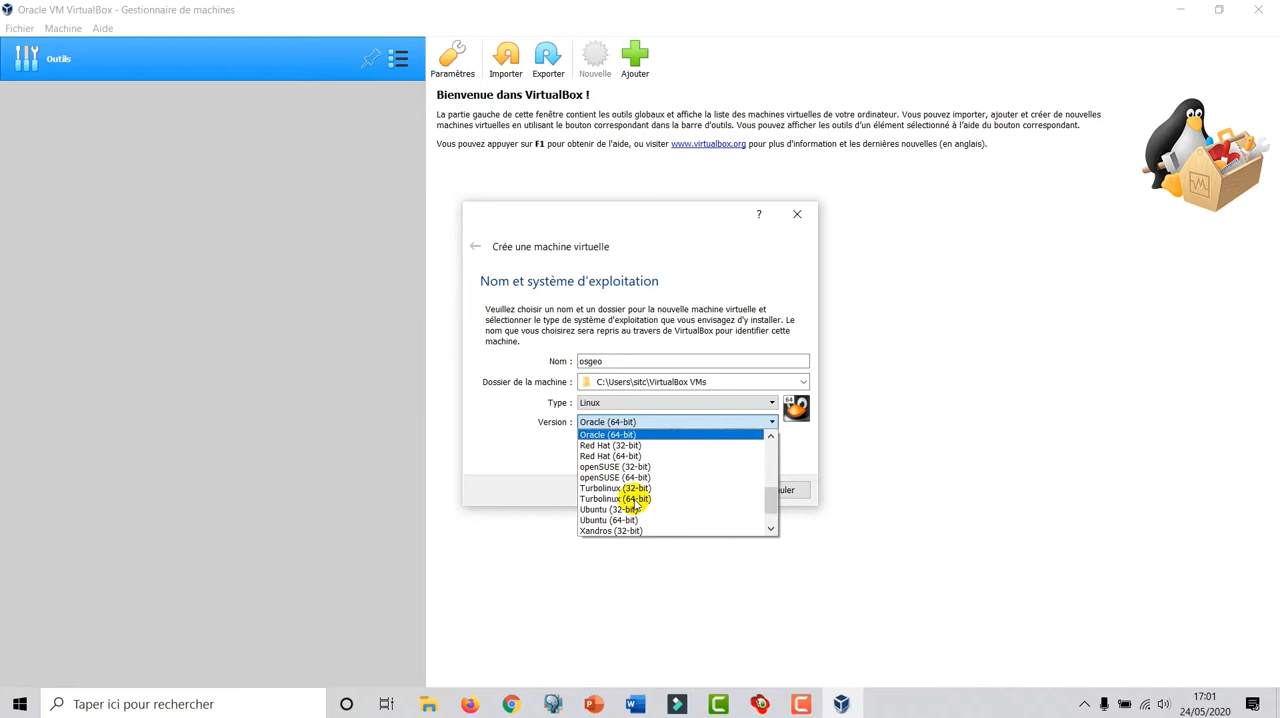 Oracle VM VirtualBox - Gestionnaire de machines
Fichier Machine Aide
Outils
Paramètres Importer Exporter Nouvelle Ajouter
Bienvenue dans VirtualBox !
La partie gauche de cette fenêtre contient les outils globaux et affiche la liste des machines virtuelles de votre ordinateur. Vous pouvez importer, ajouter et créer de nouvelles
machines virtuelles en utilisant le bouton correspondant dans la barre d'outils. Vous pouvez afficher les outils d'un élément sélectionné à l'aide du bouton correspondant.
Vous pouvez appuyer sur F1 pour obtenir de l'aide, ou visiter www.virtualbox.org pour plus d'information et les dernières nouvelles (en anglais).
?
Crée une machine virtuelle
Nom et système d'exploitation
Veuillez choisir un nom et un dossier pour la nouvelle machine virtuelle et
sélectionner le type de système d'exploitation que vous envisagez d'y installer. Le
nom que vous choisirez sera repris au travers de VirtualBox pour identifier cette
machine.
Nom : osgeo
Dossier de la machine : C:\Users\sitc\VirtualBox VMs
Type : Linux
64
Version : Oracle (64-bit)
Oracle (64-bit)
Red Hat (32-bit)
Red Hat (64-bit)
openSUSE (32-bit)
openSUSE (64-bit)
Turbolinux (32-bit)
Turbolinux (64-bit)
Ubuntu (32-bit)
Ubuntu (64-bit)
Xandros (32-bit)
uler
Taper ici pour rechercher
17:01
24/05/2020